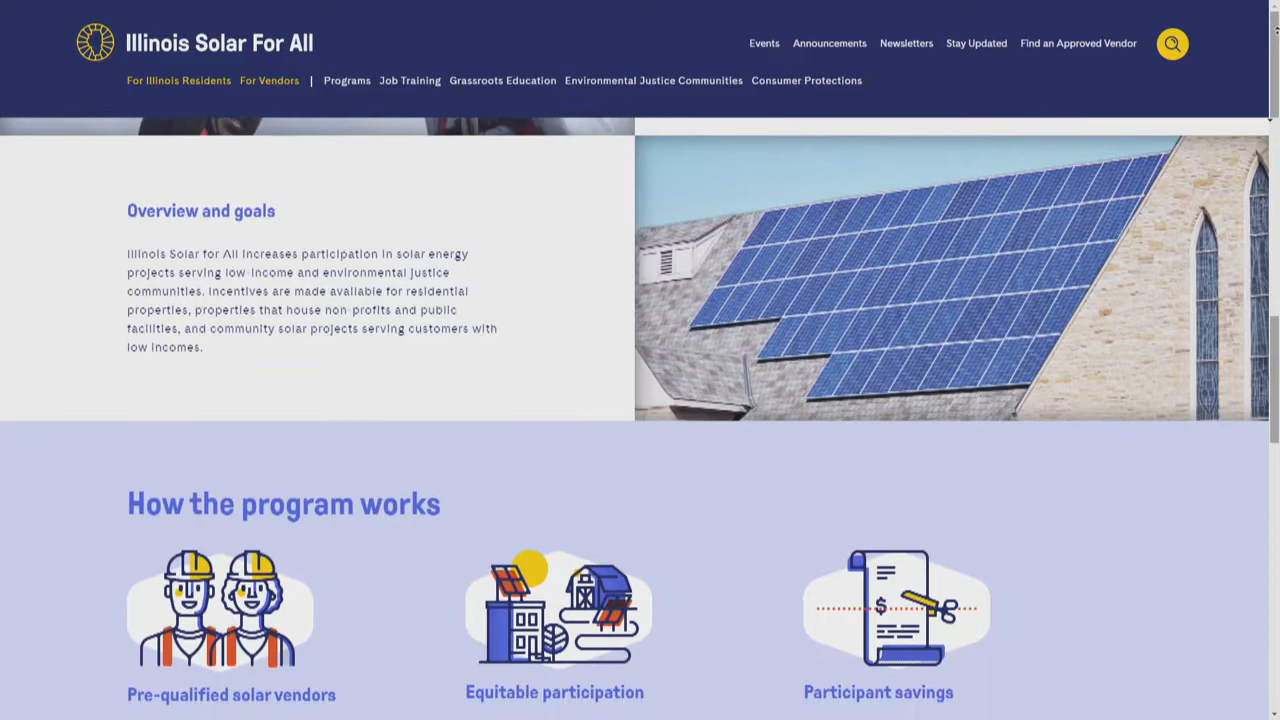 Illinois Solar For All
Events Announcements Newsletters Stay Updated Find an Approved Vendor
For Illinois Residents For Vendors | Programs Job Training Grassroots Education Environmental Justice Communities Consumer Protections
Overview and goals
Illinois Solar for All increases participation in solar energy
projects serving low-income and environmental justice
communities. Incentives are made available for residential
properties, properties that house non-profits and public
facilities, and community solar projects serving customers with
low incomes.
How the program works
$
Pre-qualified solar vendors
Equitable participation
Participant savings